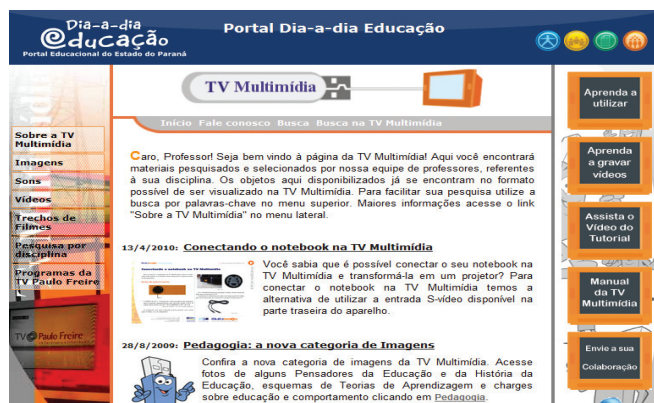 Dia-a-dia
educação
Portal Educacional do Estado do Paraná
Portal Dia-a-dia Educação
TV Multimídia
Início Fale conosco Busca Busca na TV Multimídia
Sobre a TV
Multimídia
Imagens
Sons
Vídeos
Trechos de
Filmes
Pesquisa por
disciplina
Programas da
TV Paulo Freire
TV Paulo Freire
Caro, Professor! Seja bem vindo à página da TV Multimídia! Aqui você encontrará
materiais pesquisados e selecionados por nossa equipe de professores, referentes
à sua disciplina. Os objetos aqui disponibilizados já se encontram no formato
possível de ser visualizado na TV Multimídia. Para facilitar sua pesquisa utilize a
busca por palavras-chave no menu superior. Maiores informações acesse o link
"Sobre a TV Multimídia" no menu lateral.
13/4/2010: Conectando o notebook na TV Multimídia
Você sabia que é possível conectar o seu notebook na
TV Multimídia e transformá-la em um projetor? Para
conectar o notebook na TV Multimídia temos a
alternativa de utilizar a entrada S-vídeo disponível na
parte traseira do aparelho.
28/8/2009: Pedagogia: a nova categoria de Imagens
Confira a nova categoria de imagens da TV Multimídia. Acesse
fotos de alguns Pensadores da Educação e da História da
Educação, esquemas de Teorias de Aprendizagem e charges
sobre educação e comportamento clicando em Pedagogia.
Aprenda a
utilizar
Aprenda
a gravar
vídeos
Assista o
Vídeo do
Tutorial
Manual
da TV
Multimídia
Envie a sua
Colaboração